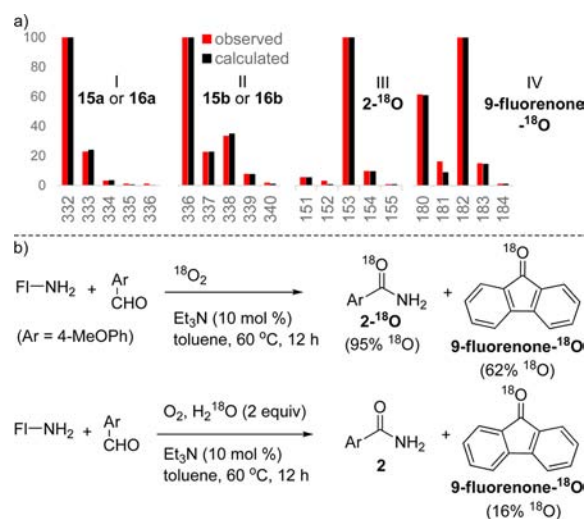 a)
100
80
60
40
20
0
observed
calculated
I
15a or 16a
II
15b or 16b
III
2-¹⁸O
IV
9-fluorenone
-¹⁸O
332 333 334 335 336 336 337 338 339 340 151 152 153 154 155 180 181 182 183 184
b)
Fl–NH₂ + Ar CHO
(Ar = 4-MeOPh)
¹⁸O₂
Et₃N (10 mol %)
toluene, 60 °C, 12 h
¹⁸O
Ar NH₂
2-¹⁸O
(95% ¹⁸O)
+
¹⁸O
9-fluorenone-¹⁸O
(62% ¹⁸O)
Fl–NH₂ + Ar CHO
O₂, H₂¹⁸O (2 equiv)
Et₃N (10 mol %)
toluene, 60 °C, 12 h
O
Ar NH₂
2
+
¹⁸O
9-fluorenone-¹⁸O
(16% ¹⁸O)